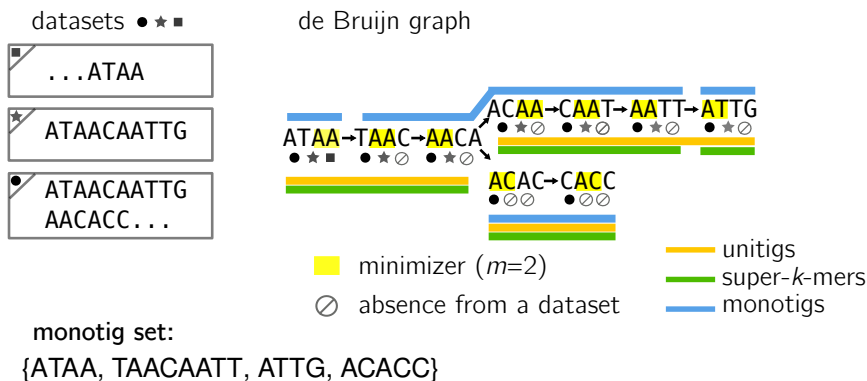 datasets ● ★ ■
de Bruijn graph
...ATAA
ATAACAATTG
ATAACAATTG
AACACC...
ACAA→CAAT→AATT→ATTG
ATAA→TAAC→AACA
ACAC→CACC
minimizer (m=2)
absence from a dataset
unitigs
super-k-mers
monotigs
monotig set:
{ATAA, TAACAATT, ATTG, ACACC}